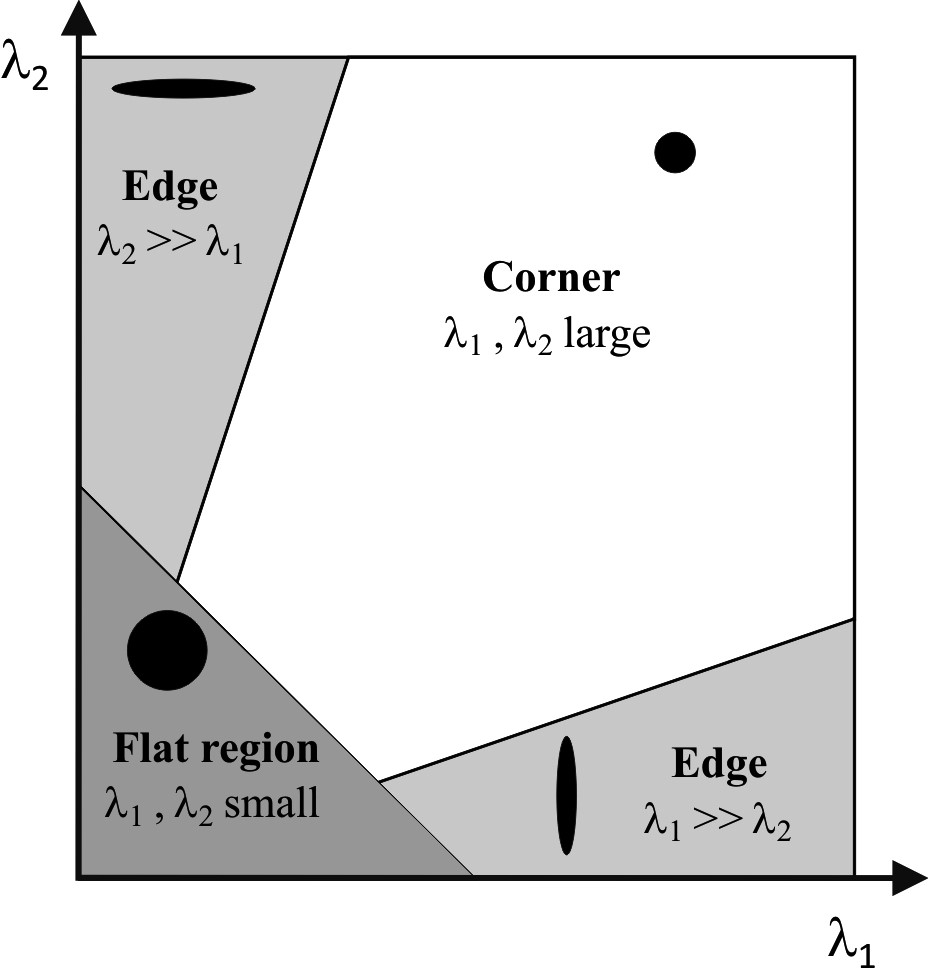 λ2
Edge
λ2 >> λ1
Corner
λ1 , λ2 large
Flat region
λ1 , λ2 small
Edge
λ1 >> λ2
λ1